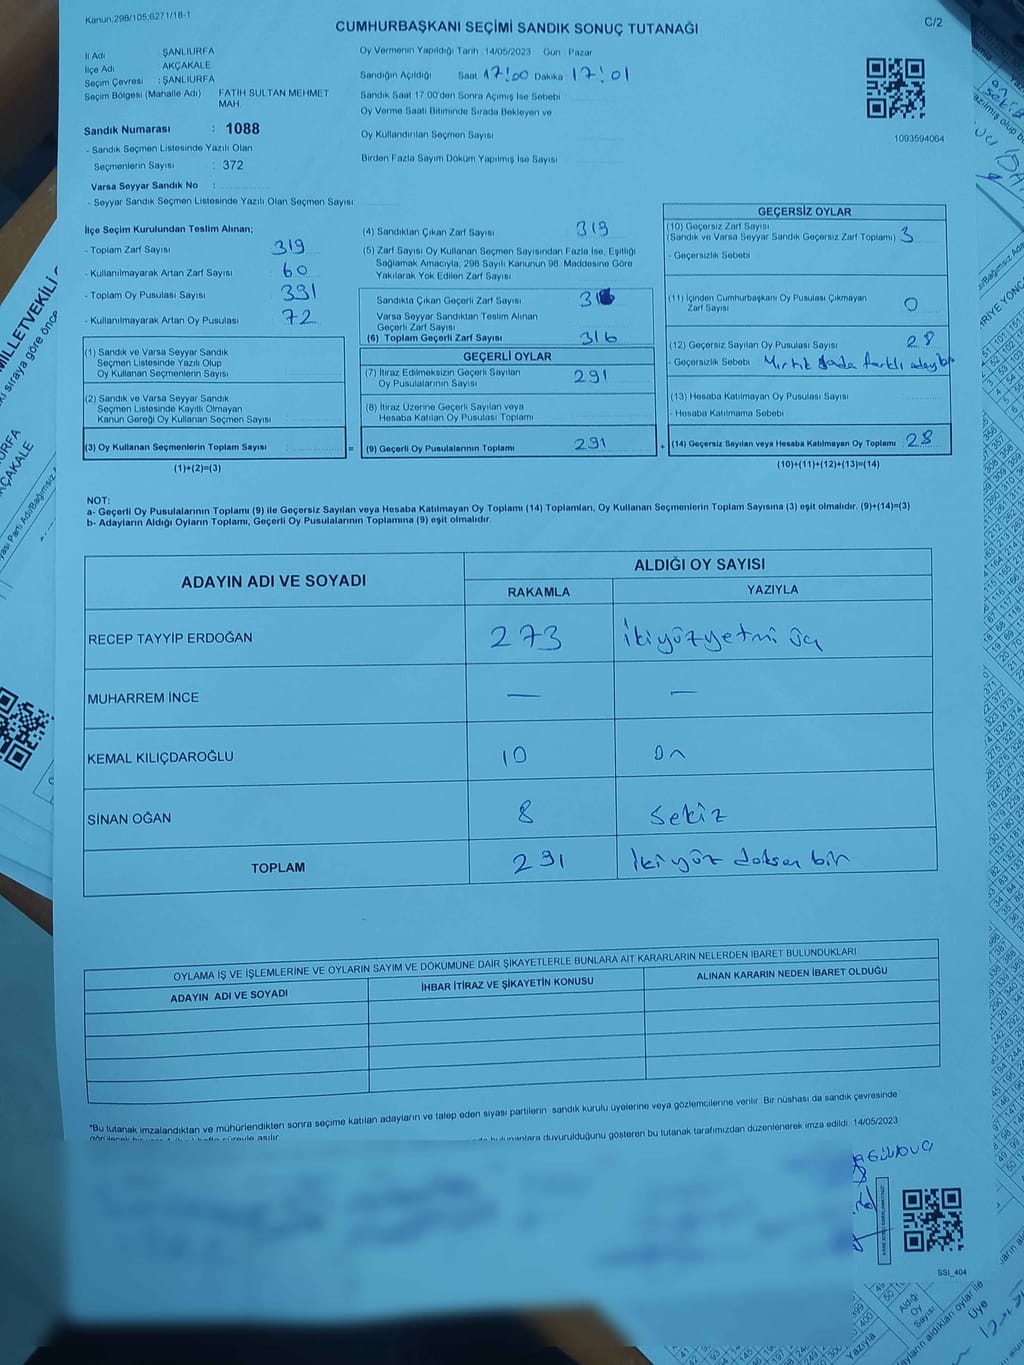 Kanun,298/105,6271/18-1
CUMHURBAŞKANI SEÇİMİ SANDIK SONUÇ TUTANAĞI
C/2
İl Adı ŞANLIURFA
İlçe Adı AKÇAKALE
Seçim Çevresi : ŞANLIURFA
Seçim Bölgesi (Mahalle Adı) FATİH SULTAN MEHMET
MAH.
Sandık Numarası : 1088
- Sandık Seçmen Listesinde Yazılı Olan
Seçmenlerin Sayısı : 372
Varsa Seyyar Sandık No :
- Seyyar Sandık Seçmen Listesinde Yazılı Olan Seçmen Sayısı
Oy Vermenin Yapıldığı Tarih 14/05/2023 Gün Pazar
Sandığın Açıldığı Saat 17:00 Dakika 17:01
Sandık Saat 17:00'den Sonra Açımış İse Sebebi
Oy Verme Saati Bitiminde Sırada Bekleyen ve
Oy Kullandırılan Seçmen Sayısı
Birden Fazla Sayım Döküm Yapılmış İse Sayısı
1093594064
İlçe Seçim Kurulundan Teslim Alınan;
- Toplam Zarf Sayısı 319
- Kullanılmayarak Artan Zarf Sayısı 60
- Toplam Oy Pusulası Sayısı 391
- Kullanılmayarak Artan Oy Pusulası 72
(1) Sandık ve Varsa Seyyar Sandık
Seçmen Listesinde Yazılı Olup
Oy Kullanan Seçmenlerin Sayısı
(2) Sandık ve Varsa Seyyar Sandık
Seçmen Listesinde Kayıtlı Olmayan
Kanun Gereği Oy Kullanan Seçmen Sayısı
(3) Oy Kullanan Seçmenlerin Toplam Sayısı =
(1)+(2)=(3)
(4) Sandıktan Çıkan Zarf Sayısı 319
(5) Zarf Sayısı Oy Kullanan Seçmen Sayısından Fazla İse, Eşitliği
Sağlamak Amacıyla, 298 Sayılı Kanunun 98. Maddesine Göre
Yakılarak Yok Edilen Zarf Sayısı
Sandıkta Çıkan Geçerli Zarf Sayısı
Varsa Seyyar Sandıktan Teslim Alınan
Geçerli Zarf Sayısı
(6) Toplam Geçerli Zarf Sayısı 316
GEÇERLİ OYLAR
(7) İtiraz Edilmeksizin Geçerli Sayılan
Oy Pusulalarının Sayısı 291
(8) İtiraz Üzerine Geçerli Sayılan veya
Hesaba Katılan Oy Pusulası Toplamı
(9) Geçerli Oy Pusulalarının Toplamı 291 +
GEÇERSİZ OYLAR
(10) Geçersiz Zarf Sayısı
(Sandık ve Varsa Seyyar Sandık Geçersiz Zarf Toplamı) 3
- Geçersizlik Sebebi
(11) İçinden Cumhurbaşkanı Oy Pusulası Çıkmayan
Zarf Sayısı 0
(12) Geçersiz Sayılan Oy Pusulası Sayısı 28
- Geçersizlik Sebebi farklı
(13) Hesaba Katılmayan Oy Pusulası Sayısı
- Hesaba Katılmama Sebebi
(14) Geçersiz Sayılan veya Hesaba Katılmayan Oy Toplamı 28
(10)+(11)+(12)+(13)=(14)
NOT:
a- Geçerli Oy Pusulalarının Toplamı (9) ile Geçersiz Sayılan veya Hesaba Katılmayan Oy Toplamı (14) Toplamları, Oy Kullanan Seçmenlerin Toplam Sayısına (3) eşit olmalıdır. (9)+(14)=(3)
b- Adayların Aldığı Oyların Toplamı, Geçerli Oy Pusulalarının Toplamına (9) eşit olmalıdır.
ADAYIN ADI VE SOYADI
ALDIĞI OY SAYISI
RAKAMLA YAZIYLA
RECEP TAYYİP ERDOĞAN 273 İkiyüzyetmi üç
MUHARREM İNCE — —
KEMAL KILIÇDAROĞLU 10 On
SİNAN OĞAN 8 Sekiz
TOPLAM 291 İki yüz doksan bir
OYLAMA İŞ VE İŞLEMLERİNE VE OYLARIN SAYIM VE DÖKÜMÜNE DAİR ŞİKAYETLERLE BUNLARA AİT KARARLARIN NELERDEN İBARET BULUNDUKLARI
ADAYIN ADI VE SOYADI İHBAR İTİRAZ VE ŞİKAYETİN KONUSU ALINAN KARARIN NEDEN İBARET OLDUĞU
*Bu tutanak imzalandıktan ve mühürlendikten sonra seçime katılan adayların ve talep eden siyasi partilerin sandık kurulu üyelerine veya gözlemcilerine verilir. Bir nüshası da sandık çevresinde
duyurulduğunu gösteren bu tutanak tarafımızdan düzenlenerek imza edildi. 14/05/2023
SSI_404
MİLLETVEKİLİ
sıraya göre önce
AKÇAKALE
Aldığı
Oy
Sayısı
Yazıyla
Üye